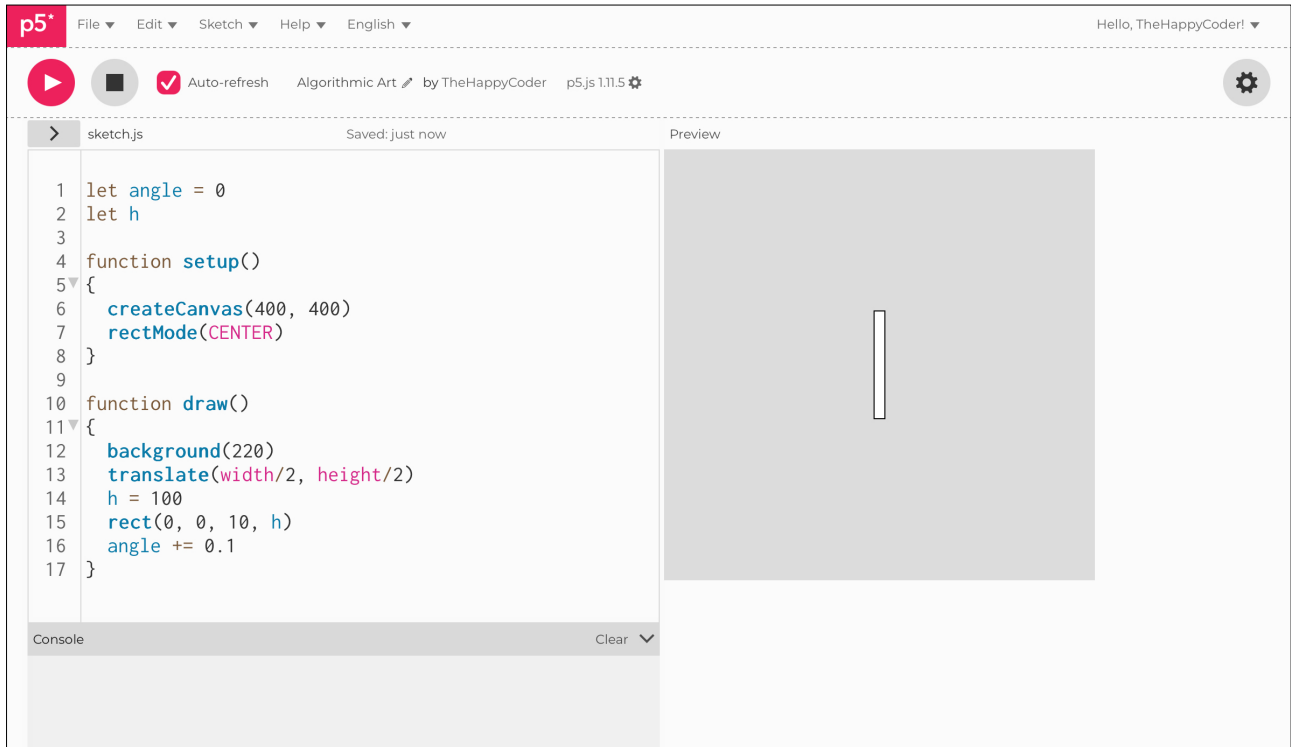 p5* File Edit Sketch Help English Hello, TheHappyCoder!
Auto-refresh Algorithmic Art by TheHappyCoder p5.js 1.11.5
sketch.js Saved: just now Preview
1 let angle = 0
2 let h
3
4 function setup()
5 {
6 createCanvas(400, 400)
7 rectMode(CENTER)
8 }
9
10 function draw()
11 {
12 background(220)
13 translate(width/2, height/2)
14 h = 100
15 rect(0, 0, 10, h)
16 angle += 0.1
17 }
Console Clear